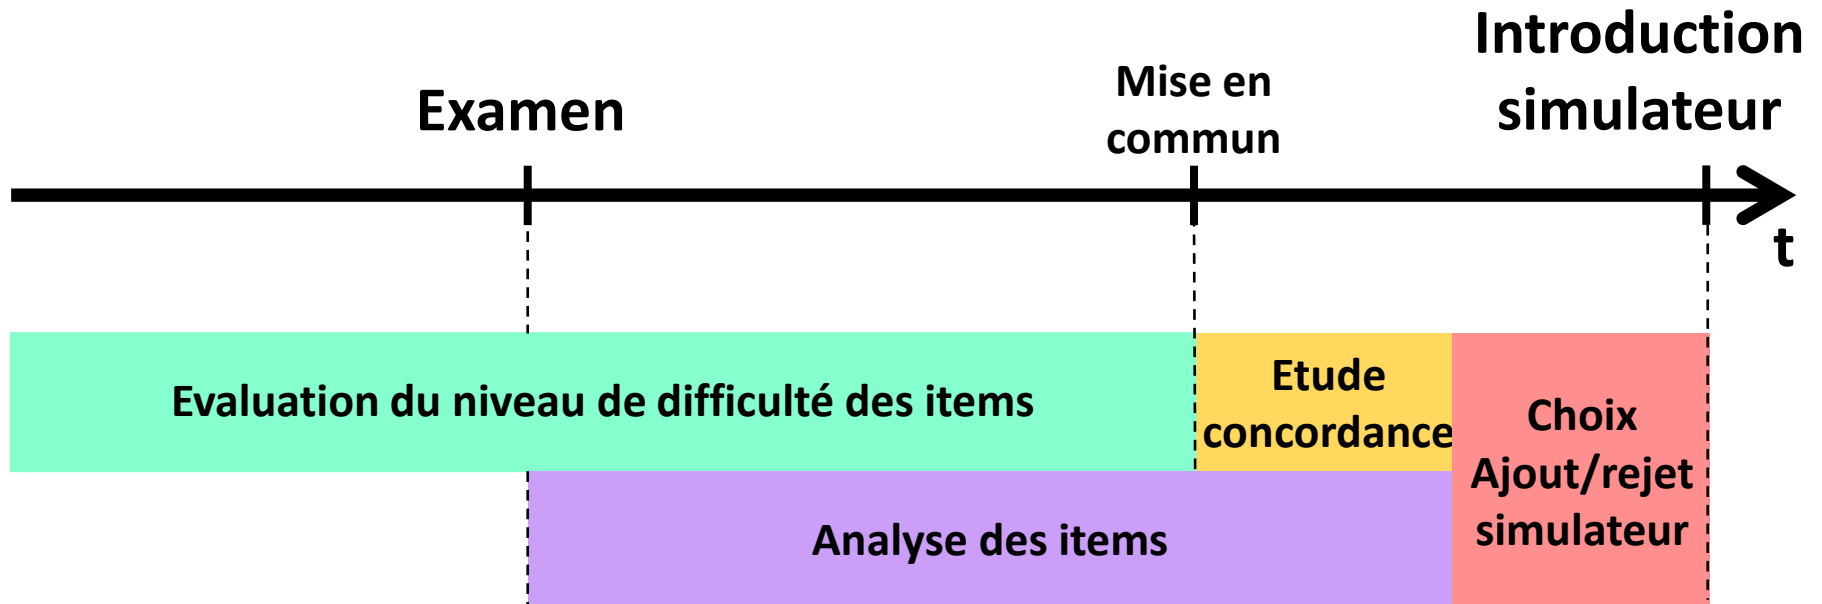 Introduction
simulateur
Mise en
commun
Examen
t
Evaluation du niveau de difficulté des items
Etude
concordance
Choix
Ajout/rejet
simulateur
Analyse des items